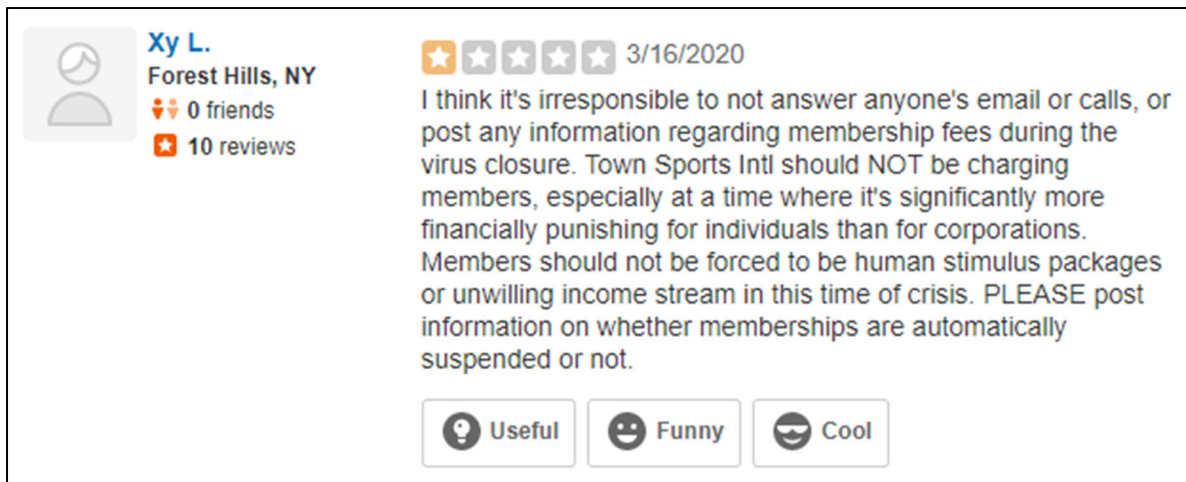 Xy L.
Forest Hills, NY
0 friends
10 reviews
3/16/2020
I think it's irresponsible to not answer anyone's email or calls, or
post any information regarding membership fees during the
virus closure. Town Sports Intl should NOT be charging
members, especially at a time where it's significantly more
financially punishing for individuals than for corporations.
Members should not be forced to be human stimulus packages
or unwilling income stream in this time of crisis. PLEASE post
information on whether memberships are automatically
suspended or not.
Useful Funny Cool